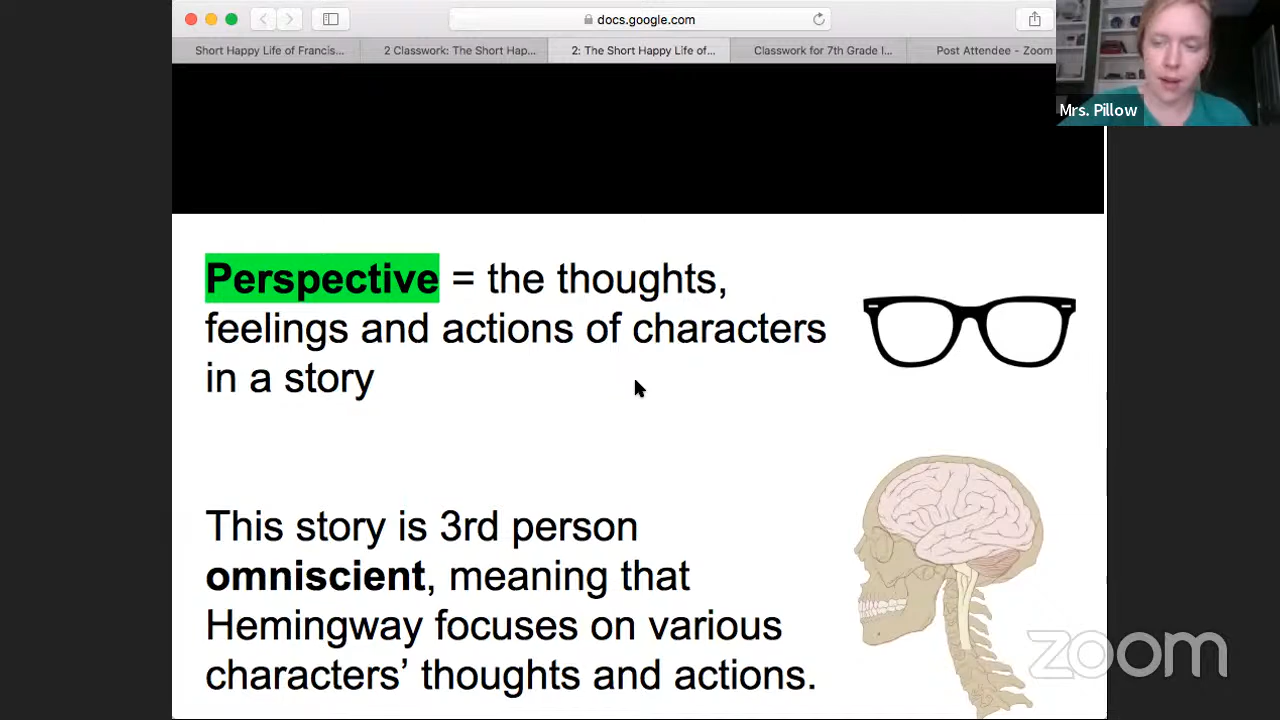 docs.google.com
Short Happy Life of Francis...
2 Classwork: The Short Hap...
2: The Short Happy Life of...
Classwork for 7th Grade I...
Post Attendee - Zoom
Mrs. Pillow
Perspective = the thoughts,
feelings and actions of characters
in a story
This story is 3rd person
omniscient, meaning that
Hemingway focuses on various
characters’ thoughts and actions.
zoom